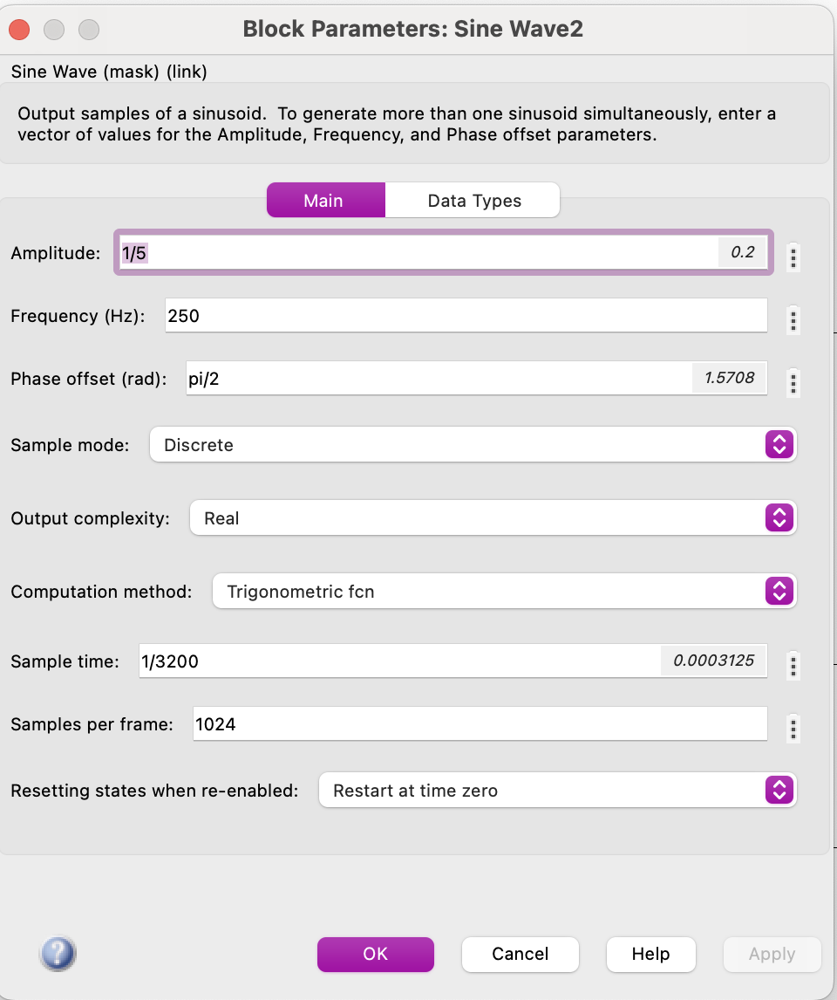 Block Parameters: Sine Wave2
Sine Wave (mask) (link)
Output samples of a sinusoid.  To generate more than one sinusoid simultaneously, enter a
vector of values for the Amplitude, Frequency, and Phase offset parameters.
Main Data Types
Amplitude: 1/5 0.2
Frequency (Hz): 250
Phase offset (rad): pi/2 1.5708
Sample mode: Discrete
Output complexity: Real
Computation method: Trigonometric fcn
Sample time: 1/3200 0.0003125
Samples per frame: 1024
Resetting states when re-enabled: Restart at time zero
? OK Cancel Help Apply